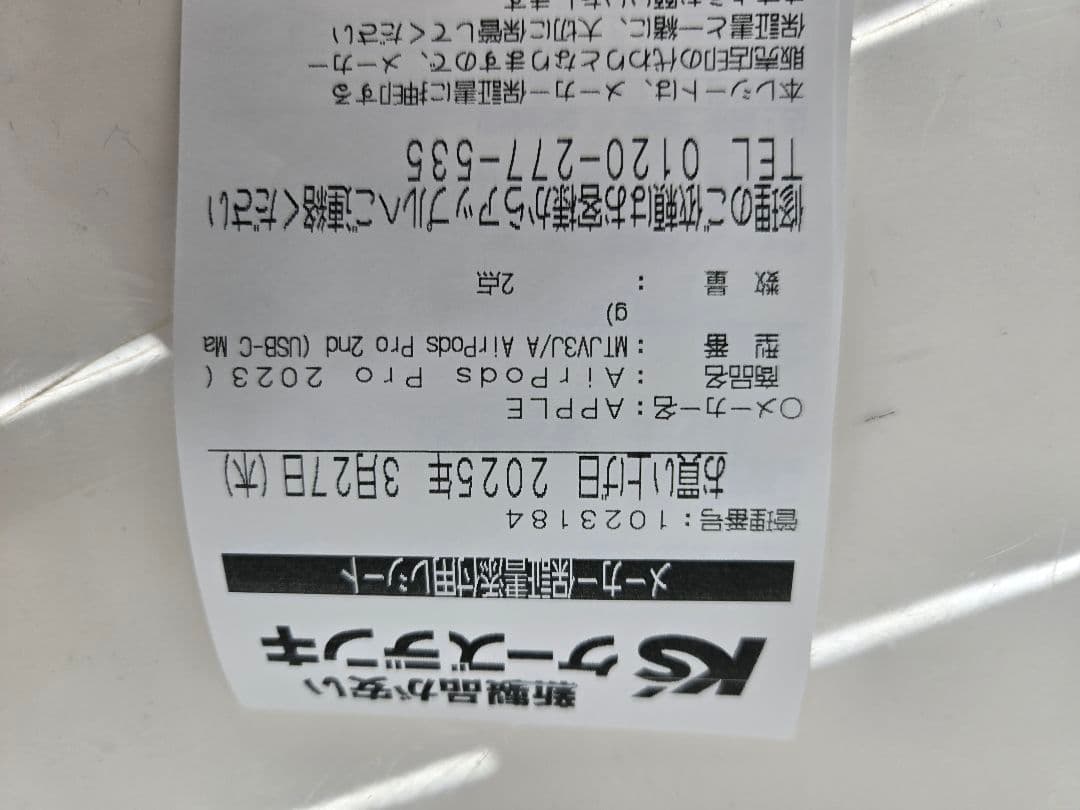 新製品が安い
K's ケーズデンキ
メーカー保証書添付用レシート
管理番号：1023184
お買い上げ日 2025年 3月27日(木)
○メーカー名：APPLE
商品名 ：AirPods Pro 2023(
型 番 ：MTJV3J/A AirPods Pro 2nd (USB-C Ma
g)
数 量 ： 2点
修理のご依頼はお客様からアップルへご連絡ください
TEL 0120-277-535
本レシートは、メーカー保証書に押印する
販売店印の代わりとなりますので、メーカー
保証書と一緒に、大切に保管してください